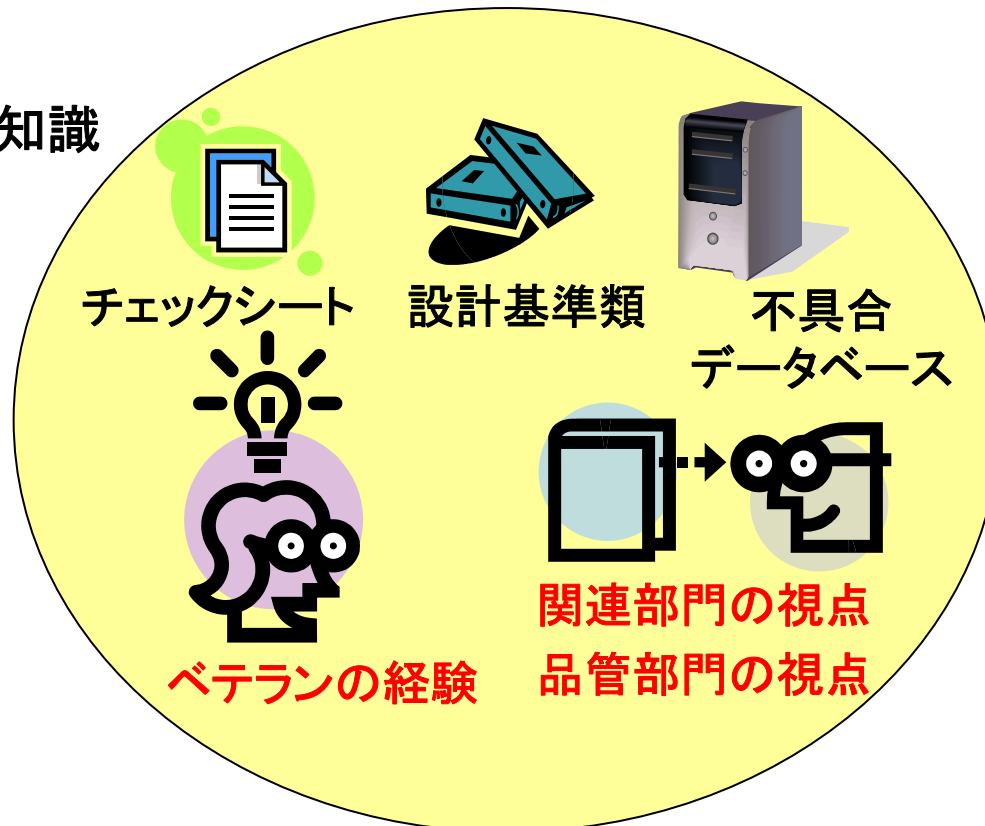 知識
チェックシート
設計基準類
不具合
データベース
ベテランの経験
関連部門の視点
品管部門の視点